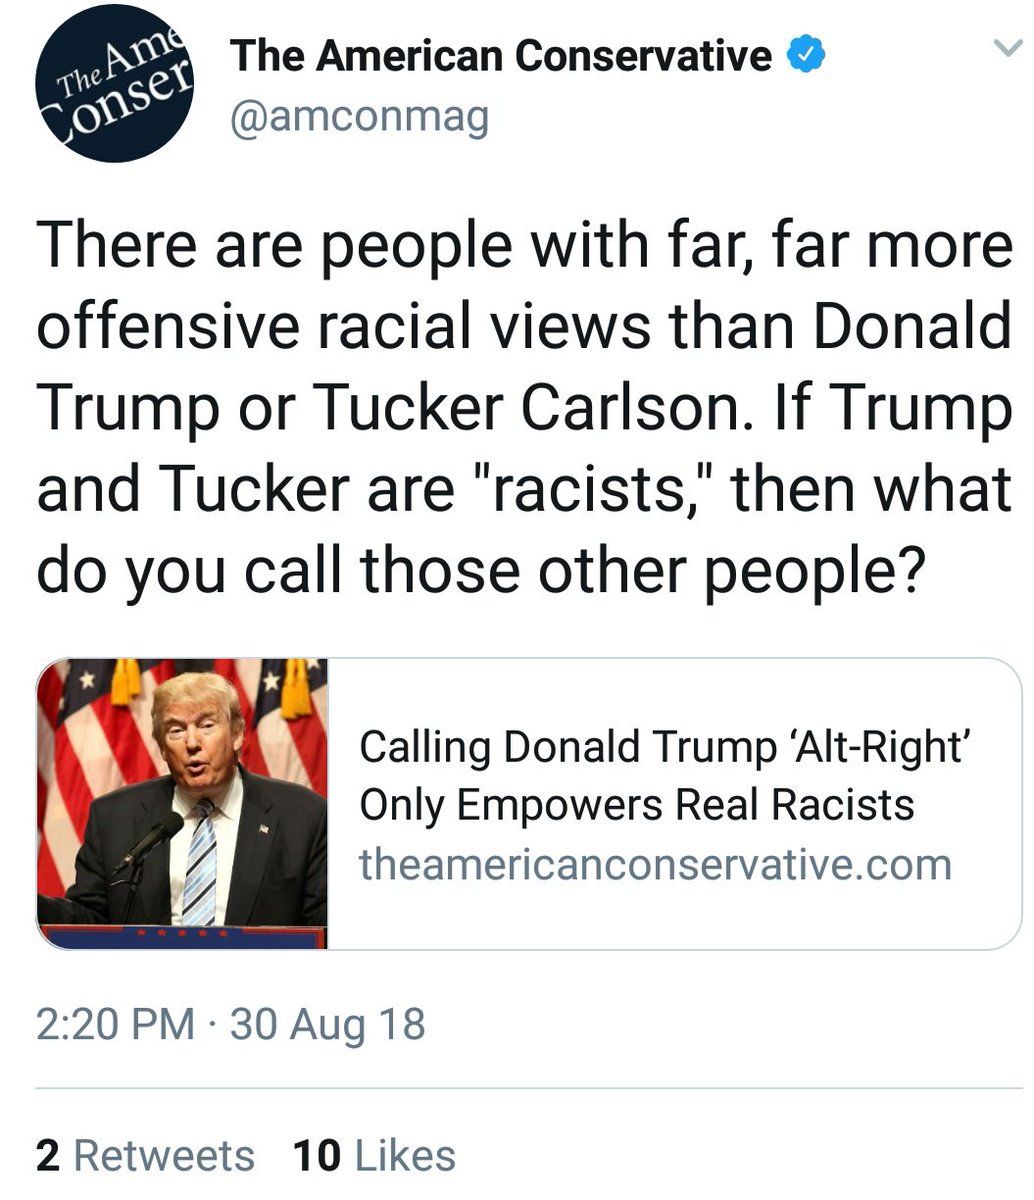 The Ame
Conser
The American Conservative
@amconmag
There are people with far, far more
offensive racial views than Donald
Trump or Tucker Carlson. If Trump
and Tucker are "racists," then what
do you call those other people?
Calling Donald Trump ‘Alt-Right’
Only Empowers Real Racists
theamericanconservative.com
2:20 PM · 30 Aug 18
2 Retweets 10 Likes